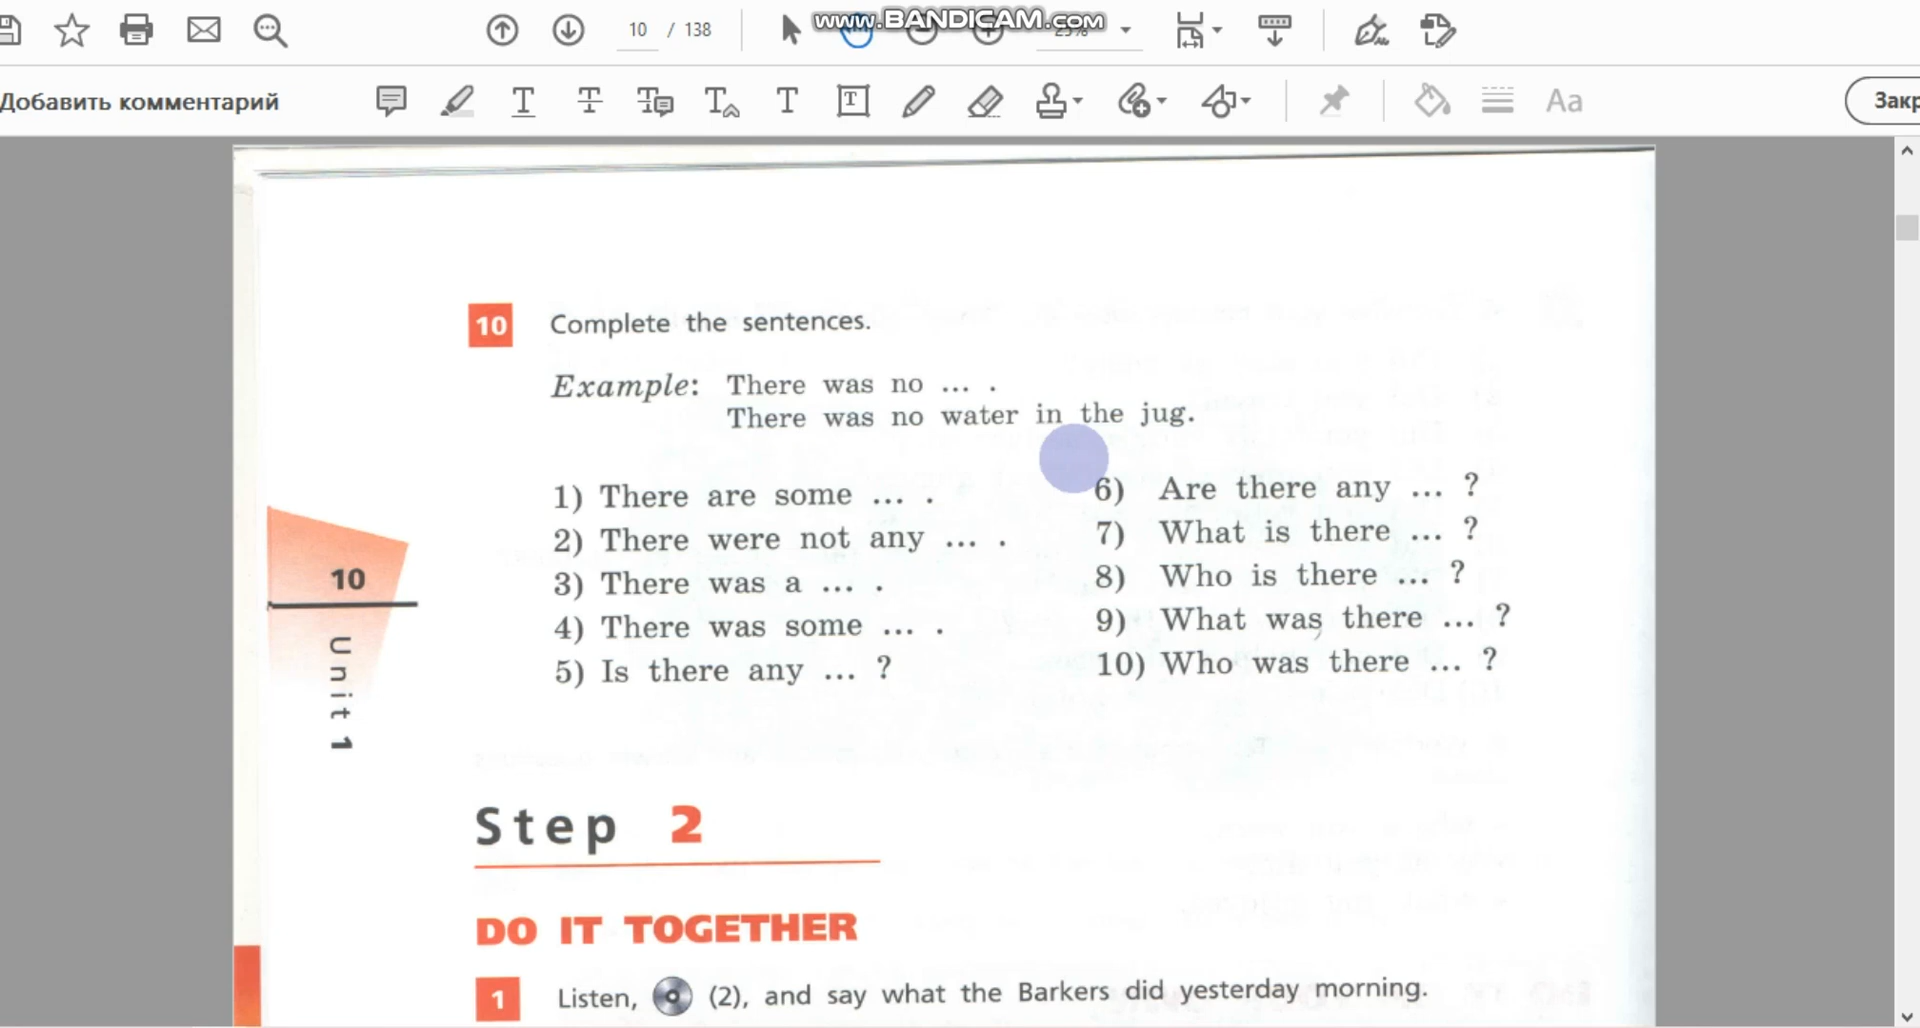 www.BANDICAM.com
10 / 138
25%
Добавить комментарий
Закр
Aa
10 Complete the sentences.
Example: There was no ... .
There was no water in the jug.
1) There are some ... .
2) There were not any ... .
3) There was a ... .
4) There was some ... .
5) Is there any ... ?
6) Are there any ... ?
7) What is there ... ?
8) Who is there ... ?
9) What was there ... ?
10) Who was there ... ?
10
Unit 1
Step 2
DO IT TOGETHER
1 Listen, (2), and say what the Barkers did yesterday morning.